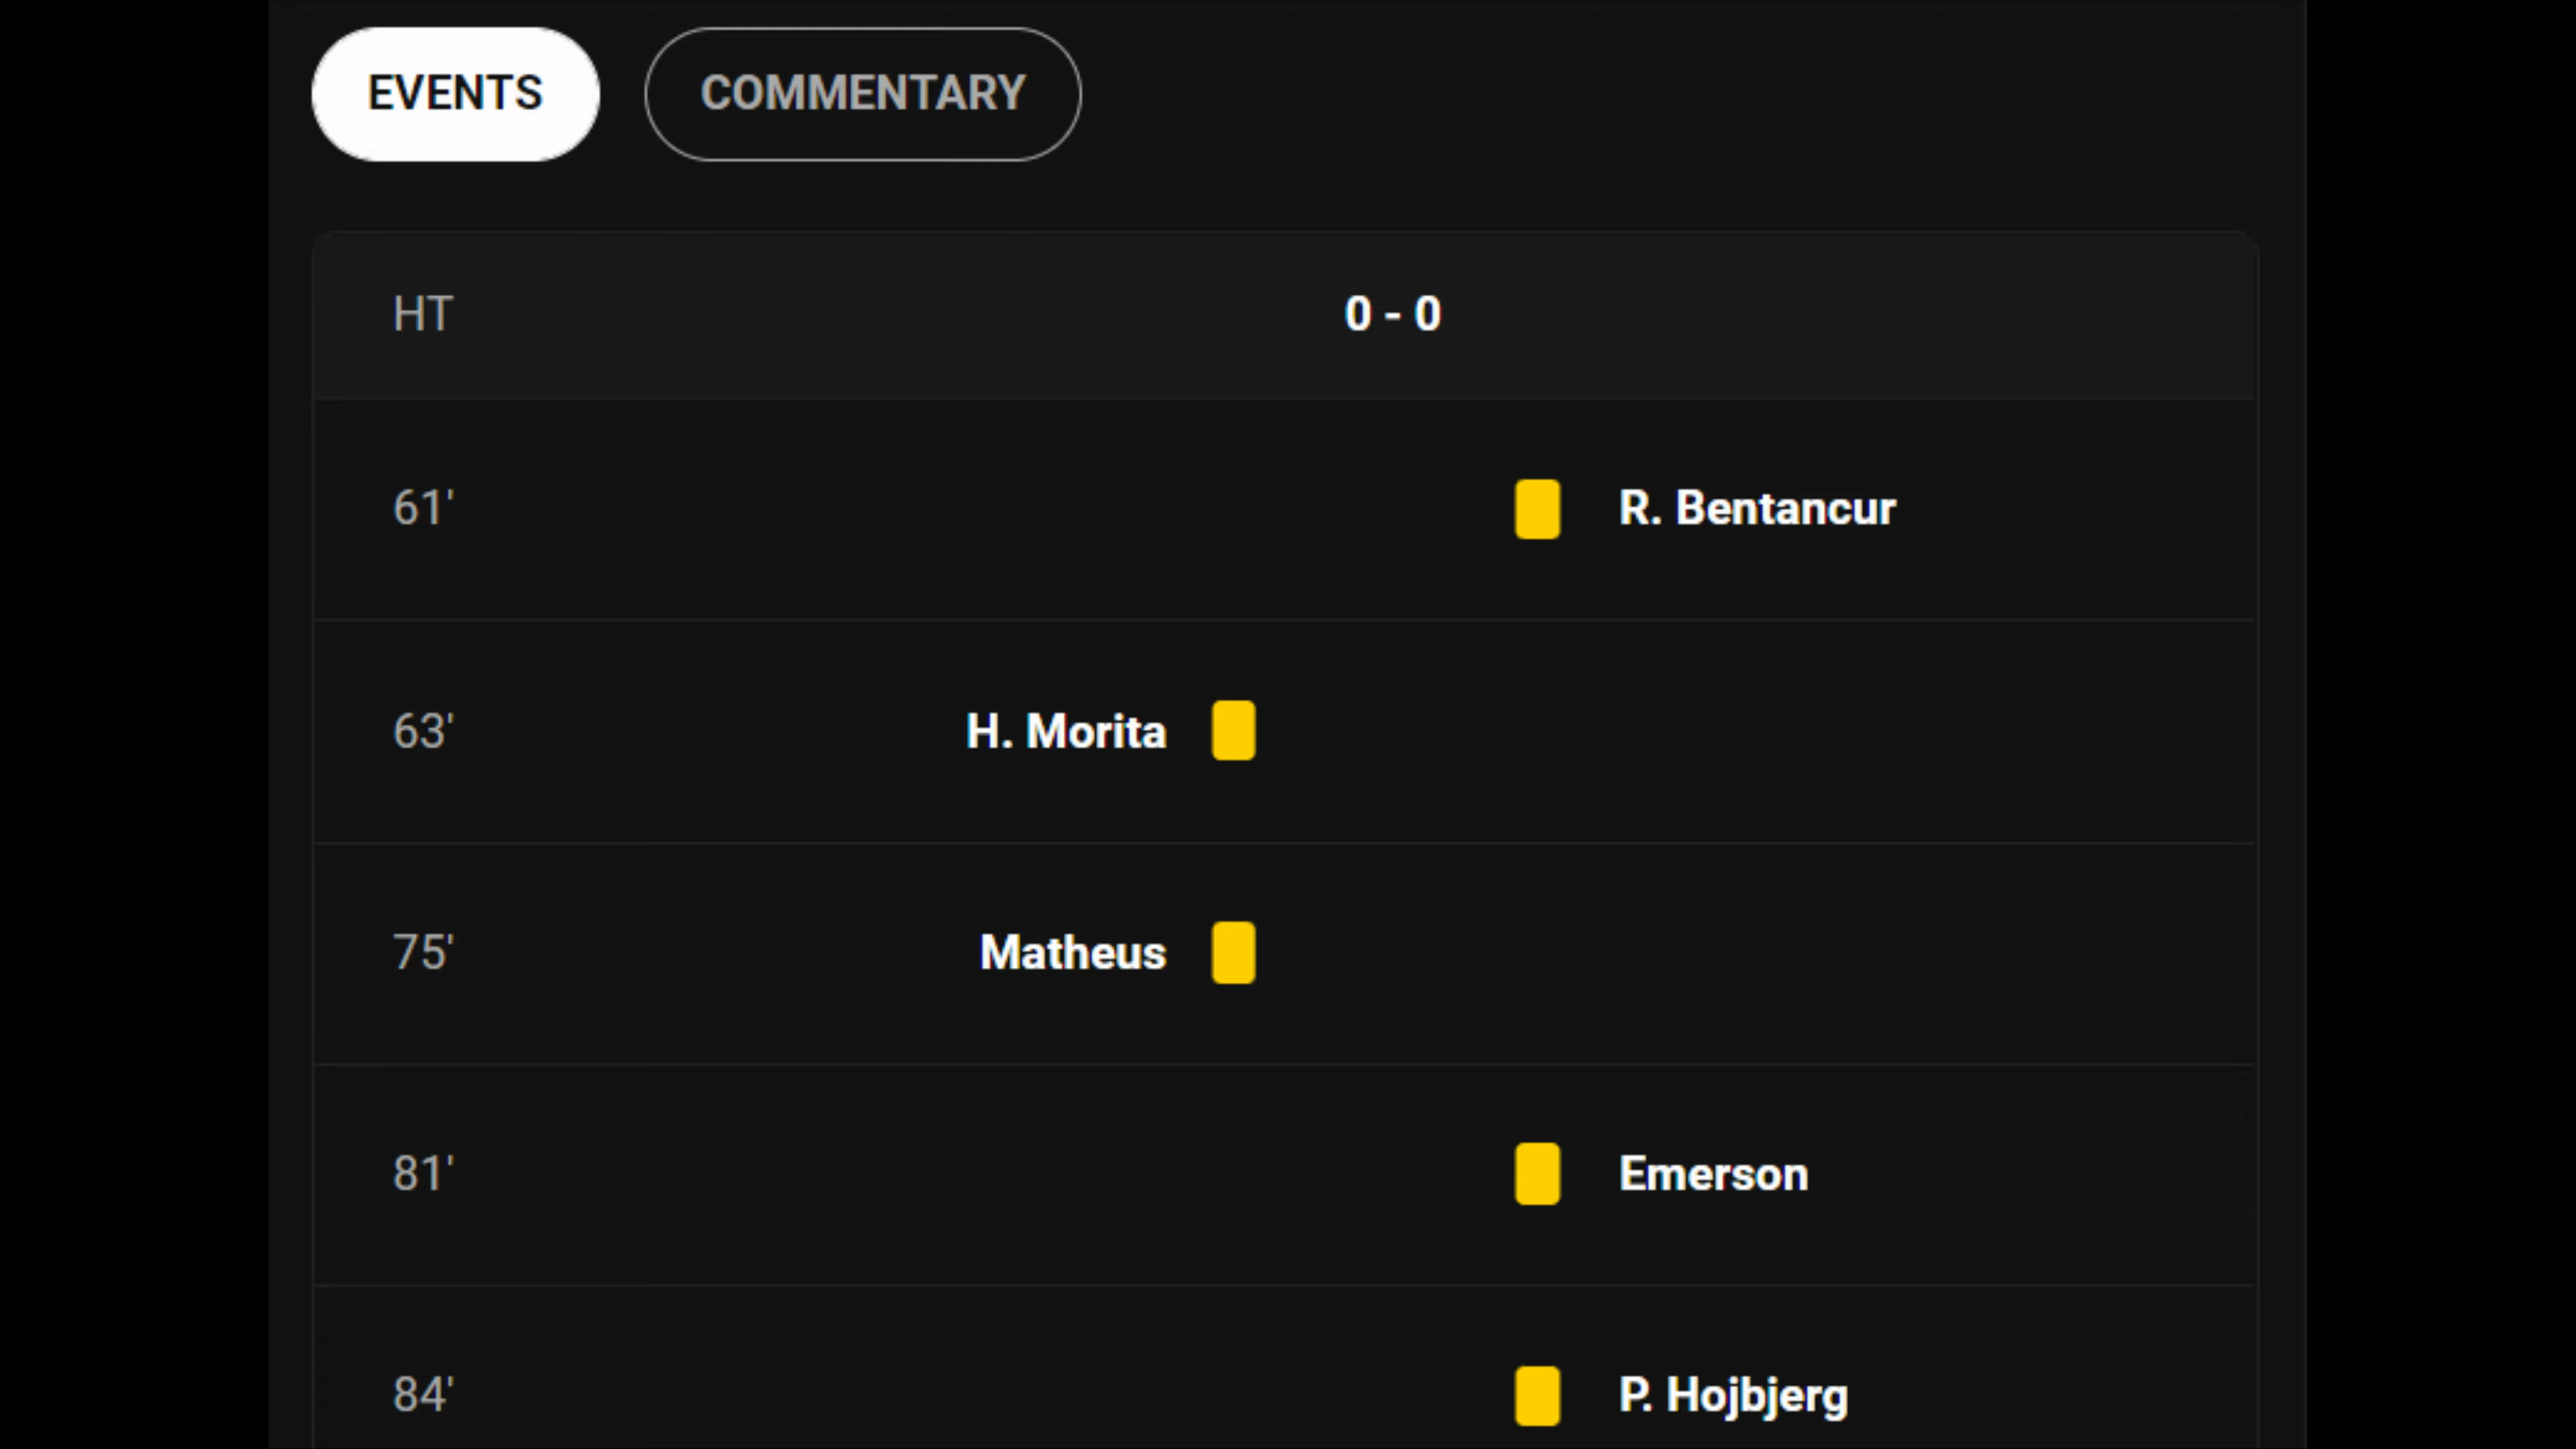 EVENTS COMMENTARY
HT 0 - 0
61' R. Bentancur
63' H. Morita
75' Matheus
81' Emerson
84' P. Hojbjerg